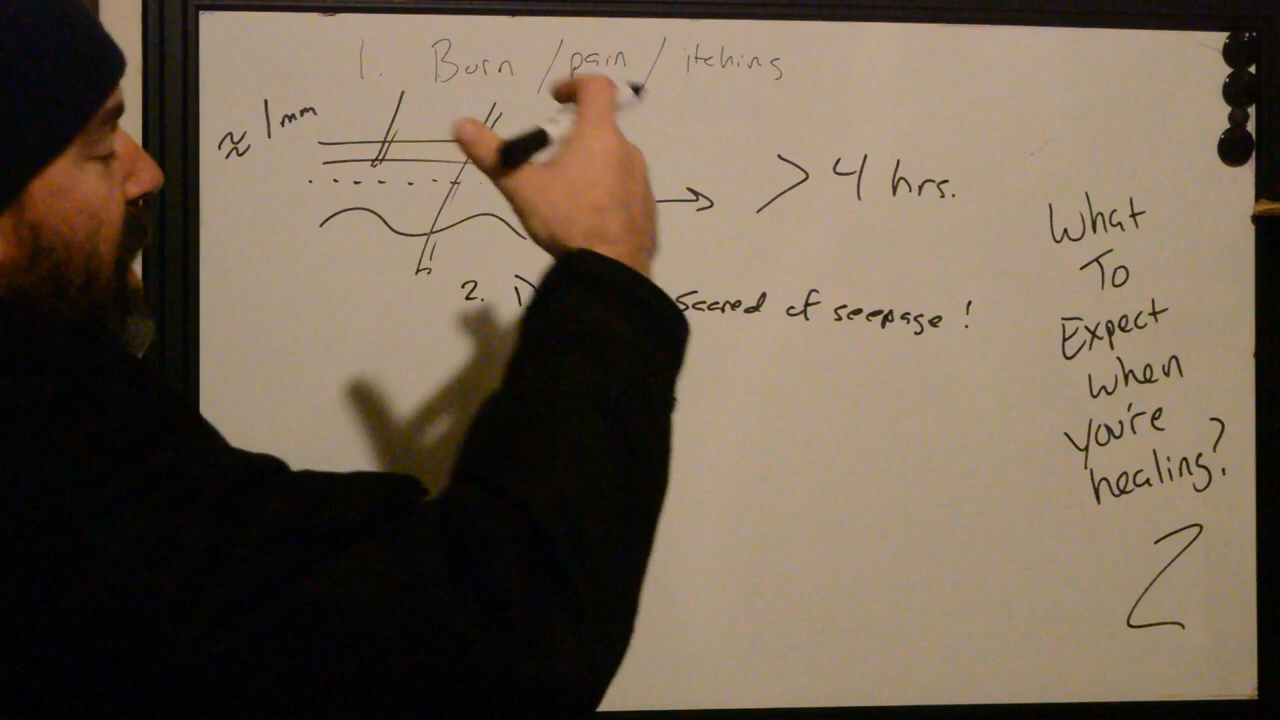 1. Burn / pain / itching
≈ 1mm
> 4 hrs.
2. Scared of seepage!
What
To
Expect
when
you're
healing?
2